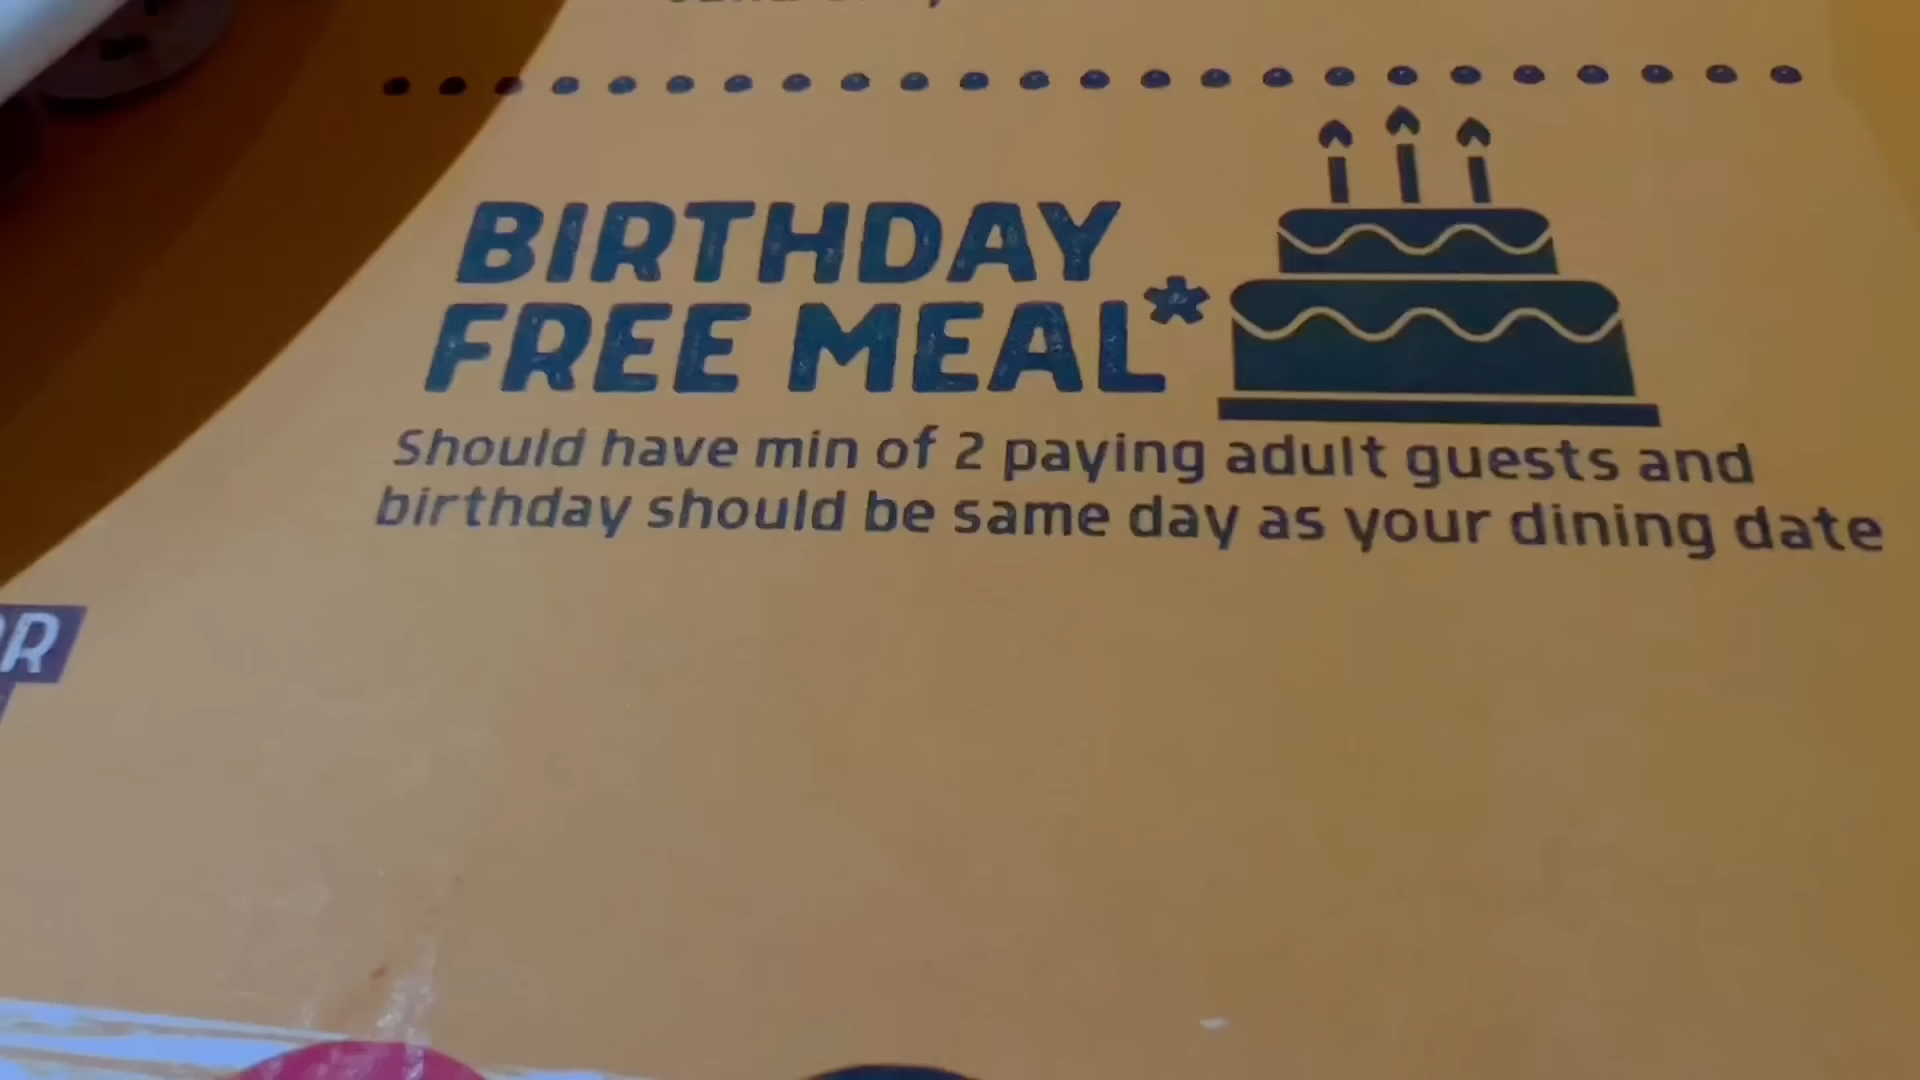 BIRTHDAY
FREE MEAL*
Should have min of 2 paying adult guests and
birthday should be same day as your dining date